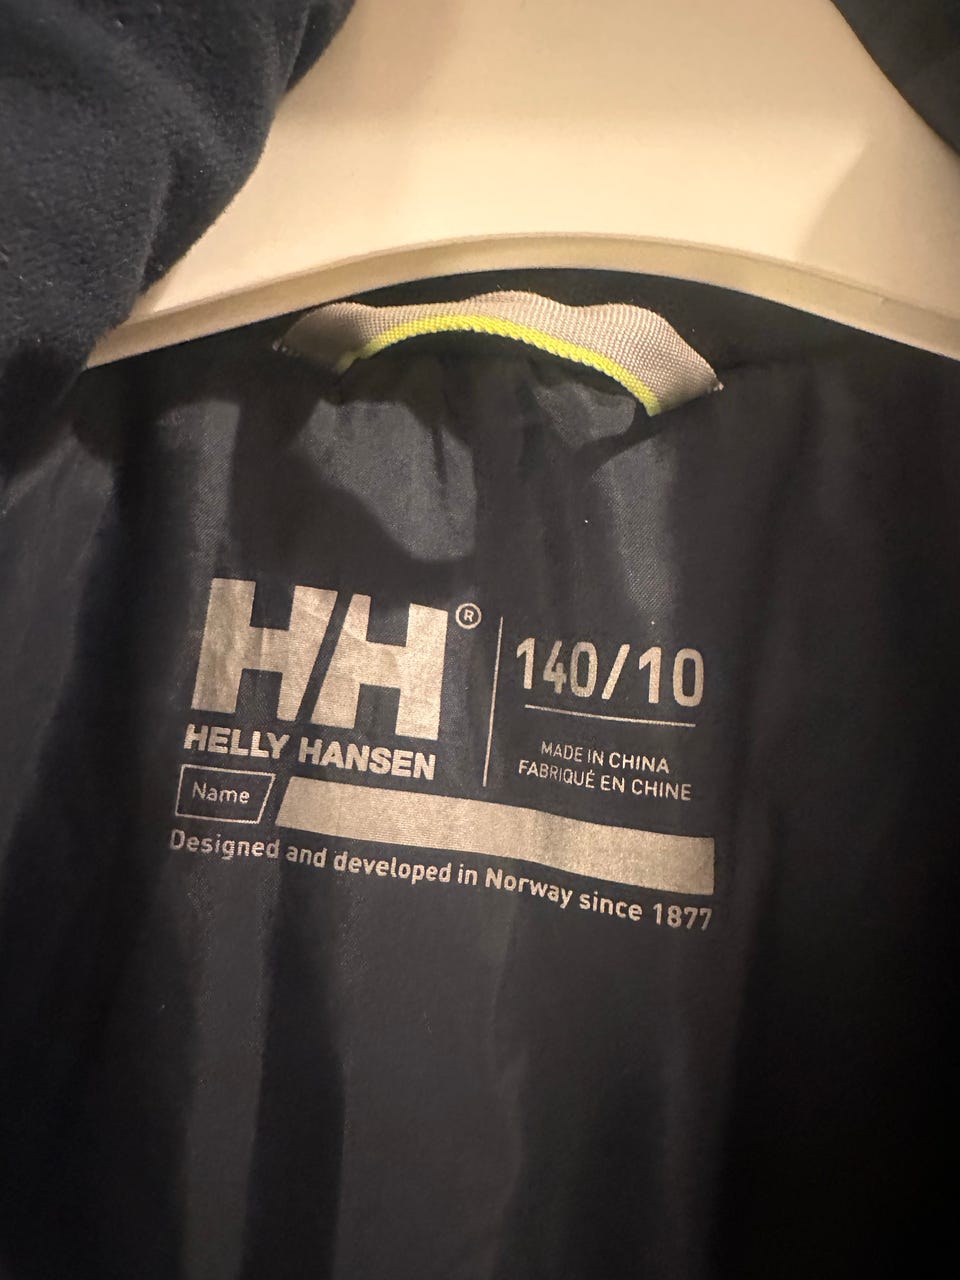 HH®
HELLY HANSEN
140/10
MADE IN CHINA
FABRIQUÉ EN CHINE
Name
Designed and developed in Norway since 1877